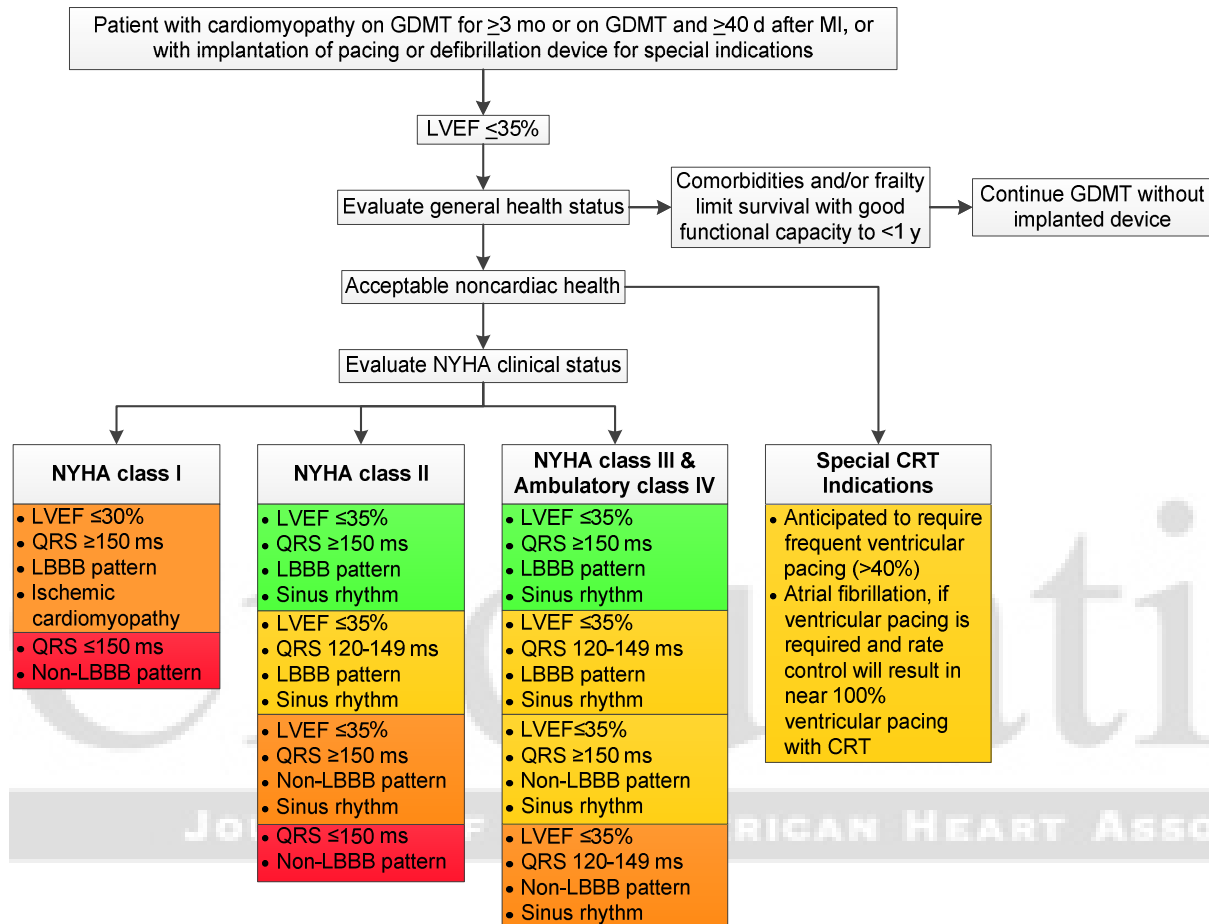 Patient with cardiomyopathy on GDMT for ≥3 mo or on GDMT and ≥40 d after MI, or
with implantation of pacing or defibrillation device for special indications
LVEF ≤35%
Evaluate general health status
Comorbidities and/or frailty
limit survival with good
functional capacity to <1 y
Continue GDMT without
implanted device
Acceptable noncardiac health
Evaluate NYHA clinical status
NYHA class I
• LVEF ≤30%
• QRS ≥150 ms
• LBBB pattern
• Ischemic
cardiomyopathy
• QRS ≤150 ms
• Non-LBBB pattern
NYHA class II
• LVEF ≤35%
• QRS ≥150 ms
• LBBB pattern
• Sinus rhythm
• LVEF ≤35%
• QRS 120-149 ms
• LBBB pattern
• Sinus rhythm
• LVEF ≤35%
• QRS ≥150 ms
• Non-LBBB pattern
• Sinus rhythm
• QRS ≤150 ms
• Non-LBBB pattern
NYHA class III &
Ambulatory class IV
• LVEF ≤35%
• QRS ≥150 ms
• LBBB pattern
• Sinus rhythm
• LVEF ≤35%
• QRS 120-149 ms
• LBBB pattern
• Sinus rhythm
• LVEF≤35%
• QRS ≥150 ms
• Non-LBBB pattern
• Sinus rhythm
• LVEF ≤35%
• QRS 120-149 ms
• Non-LBBB pattern
• Sinus rhythm
Special CRT
Indications
• Anticipated to require
frequent ventricular
pacing (>40%)
• Atrial fibrillation, if
ventricular pacing is
required and rate
control will result in
near 100%
ventricular pacing
with CRT
HEART